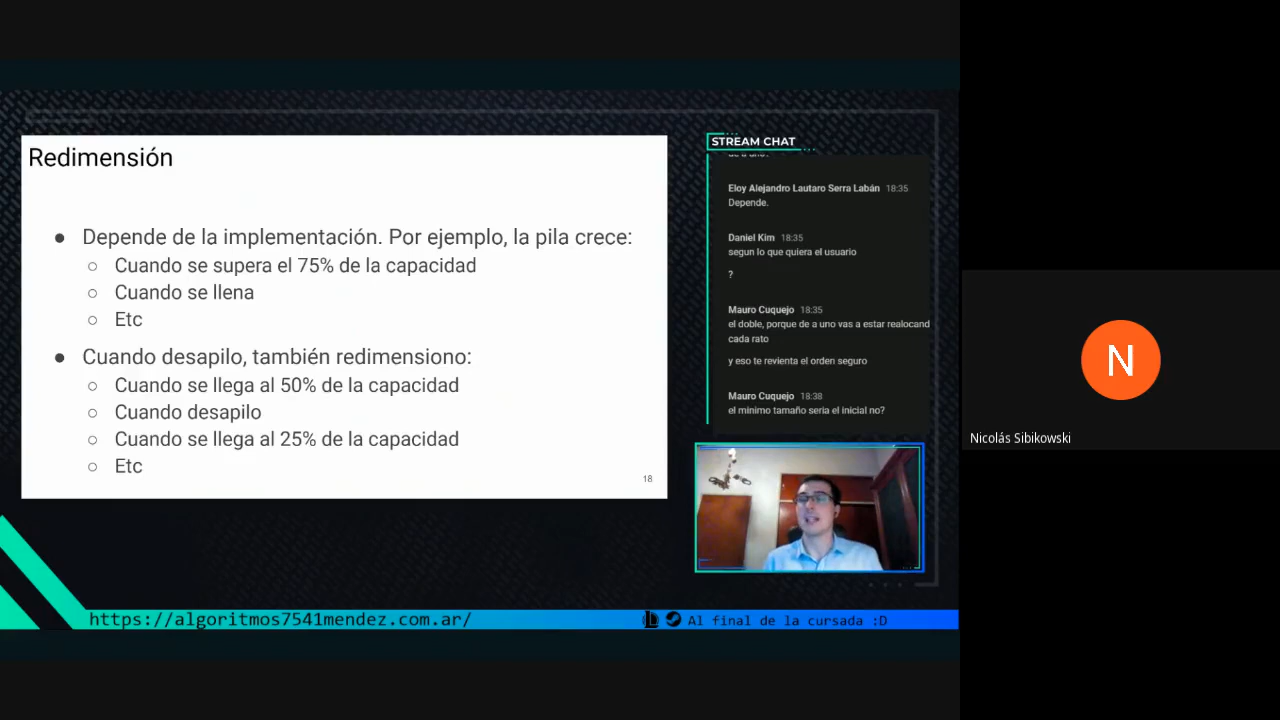 Redimensión
● Depende de la implementación. Por ejemplo, la pila crece:
○ Cuando se supera el 75% de la capacidad
○ Cuando se llena
○ Etc
● Cuando desapilo, también redimensiono:
○ Cuando se llega al 50% de la capacidad
○ Cuando desapilo
○ Cuando se llega al 25% de la capacidad
○ Etc
18
STREAM CHAT
Eloy Alejandro Lautaro Serra Labán 18:35
Depende.
Daniel Kim 18:35
segun lo que quiera el usuario
?
Mauro Cuquejo 18:35
el doble, porque de a uno vas a estar realocand
cada rato
y eso te revienta el orden seguro
Mauro Cuquejo 18:38
el minimo tamaño seria el inicial no?
https://algoritmos7541mendez.com.ar/
Al final de la cursada :D
N
Nicolás Sibikowski